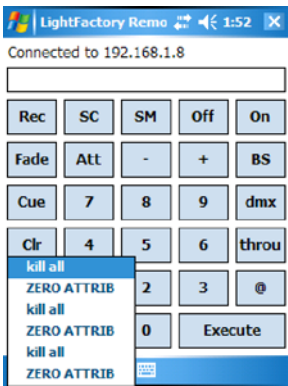 LightFactory Remo 1:52
Connected to 192.168.1.8
Rec SC SM Off On
Fade Att - + BS
Cue 7 8 9 dmx
Clr 4 5 6 throu
kill all
ZERO ATTRIB 2 3 @
kill all
ZERO ATTRIB 0 Execute
kill all
ZERO ATTRIB